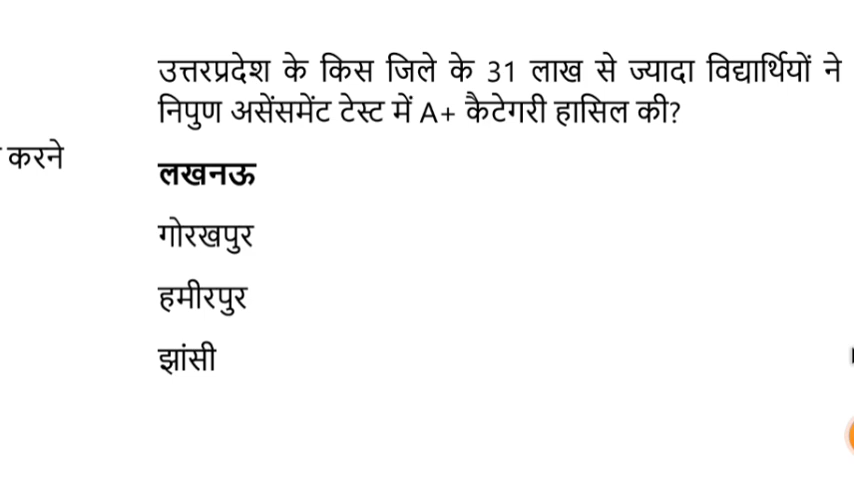 उत्तरप्रदेश के किस जिले के 31 लाख से ज्यादा विद्यार्थियों ने
निपुण असेंसमेंट टेस्ट में A+ कैटेगरी हासिल की?
करने
लखनऊ
गोरखपुर
हमीरपुर
झांसी